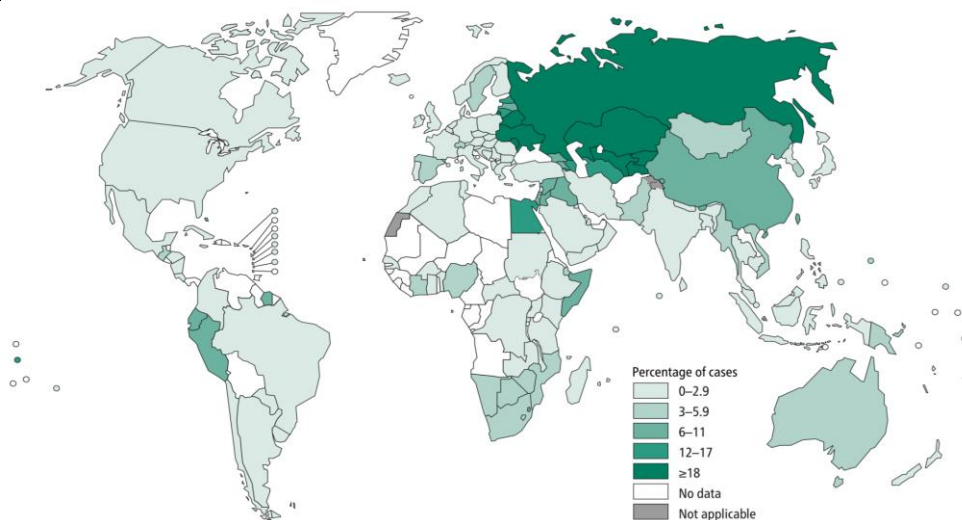 Percentage of cases
0–2.9
3–5.9
6–11
12–17
≥18
No data
Not applicable